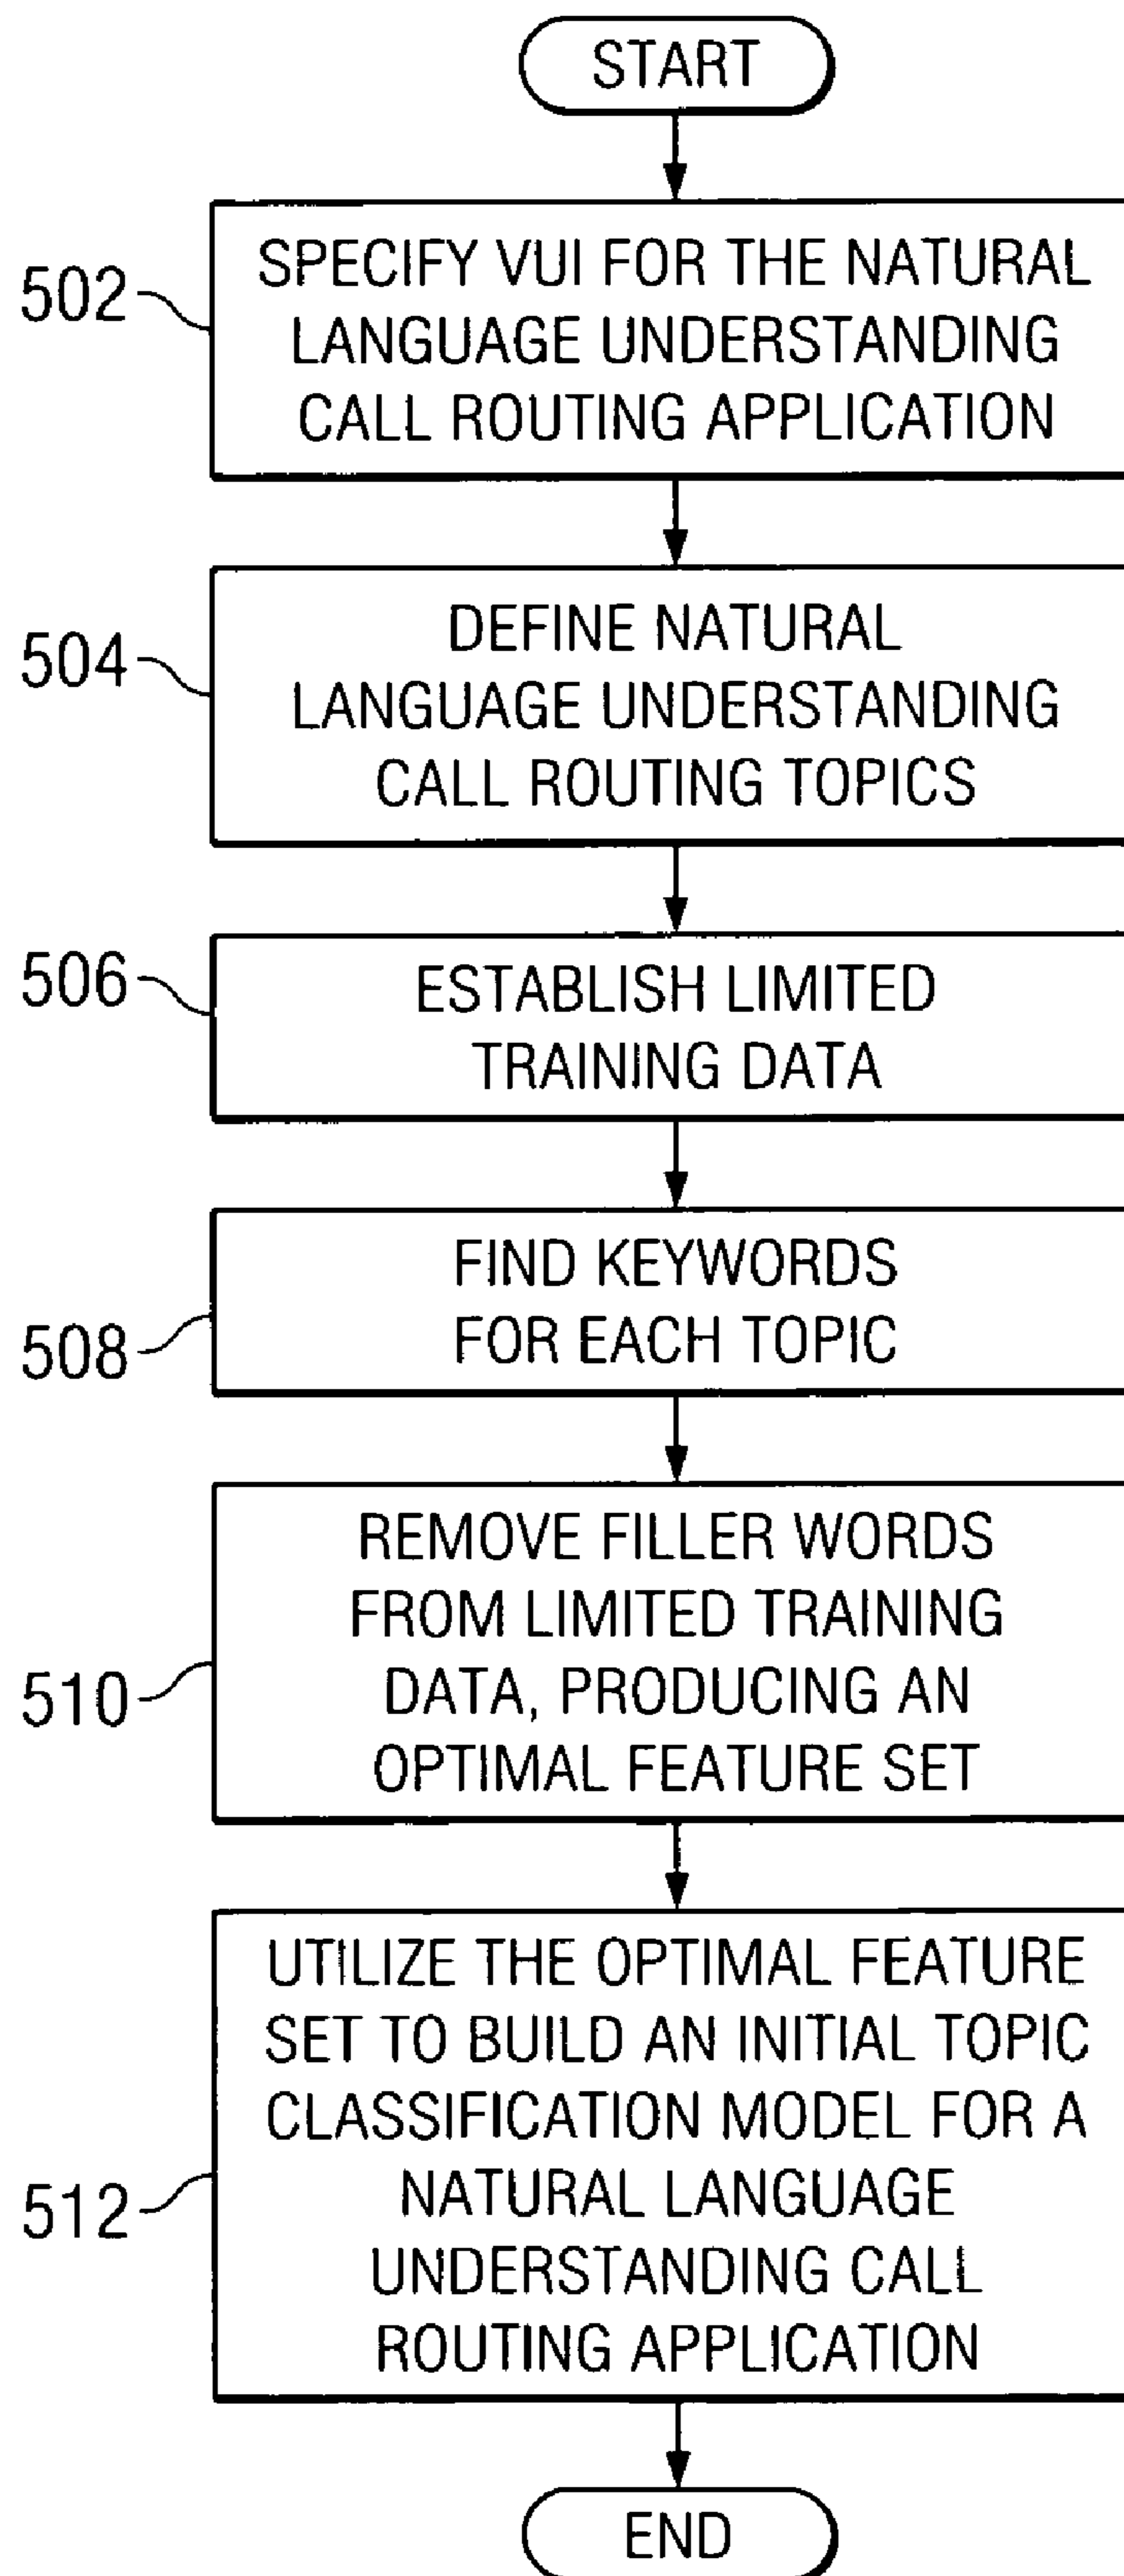 START
502
SPECIFY VUI FOR THE NATURAL
LANGUAGE UNDERSTANDING
CALL ROUTING APPLICATION
504
DEFINE NATURAL
LANGUAGE UNDERSTANDING
CALL ROUTING TOPICS
506
ESTABLISH LIMITED
TRAINING DATA
508
FIND KEYWORDS
FOR EACH TOPIC
510
REMOVE FILLER WORDS
FROM LIMITED TRAINING
DATA, PRODUCING AN
OPTIMAL FEATURE SET
512
UTILIZE THE OPTIMAL FEATURE
SET TO BUILD AN INITIAL TOPIC
CLASSIFICATION MODEL FOR A
NATURAL LANGUAGE
UNDERSTANDING CALL
ROUTING APPLICATION
END